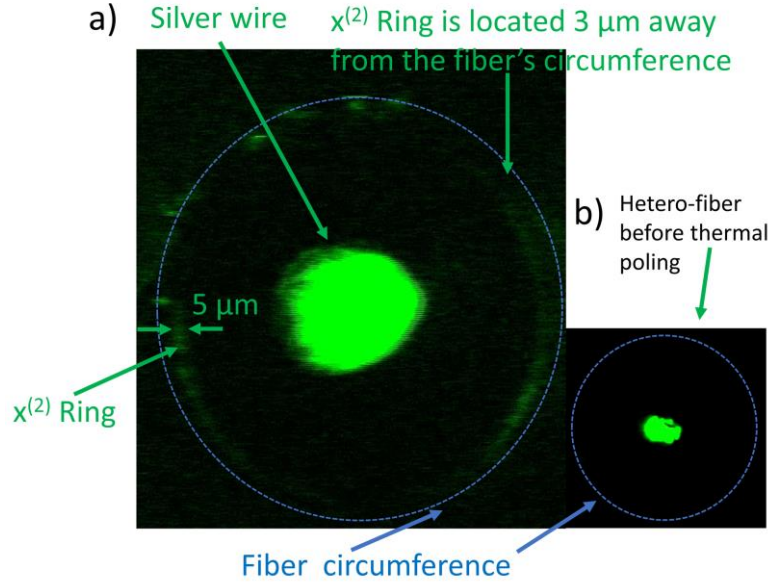 a)
Silver wire
x(2) Ring is located 3 µm away
from the fiber's circumference
b)
Hetero-fiber
before thermal
poling
5 µm
x(2) Ring
Fiber circumference